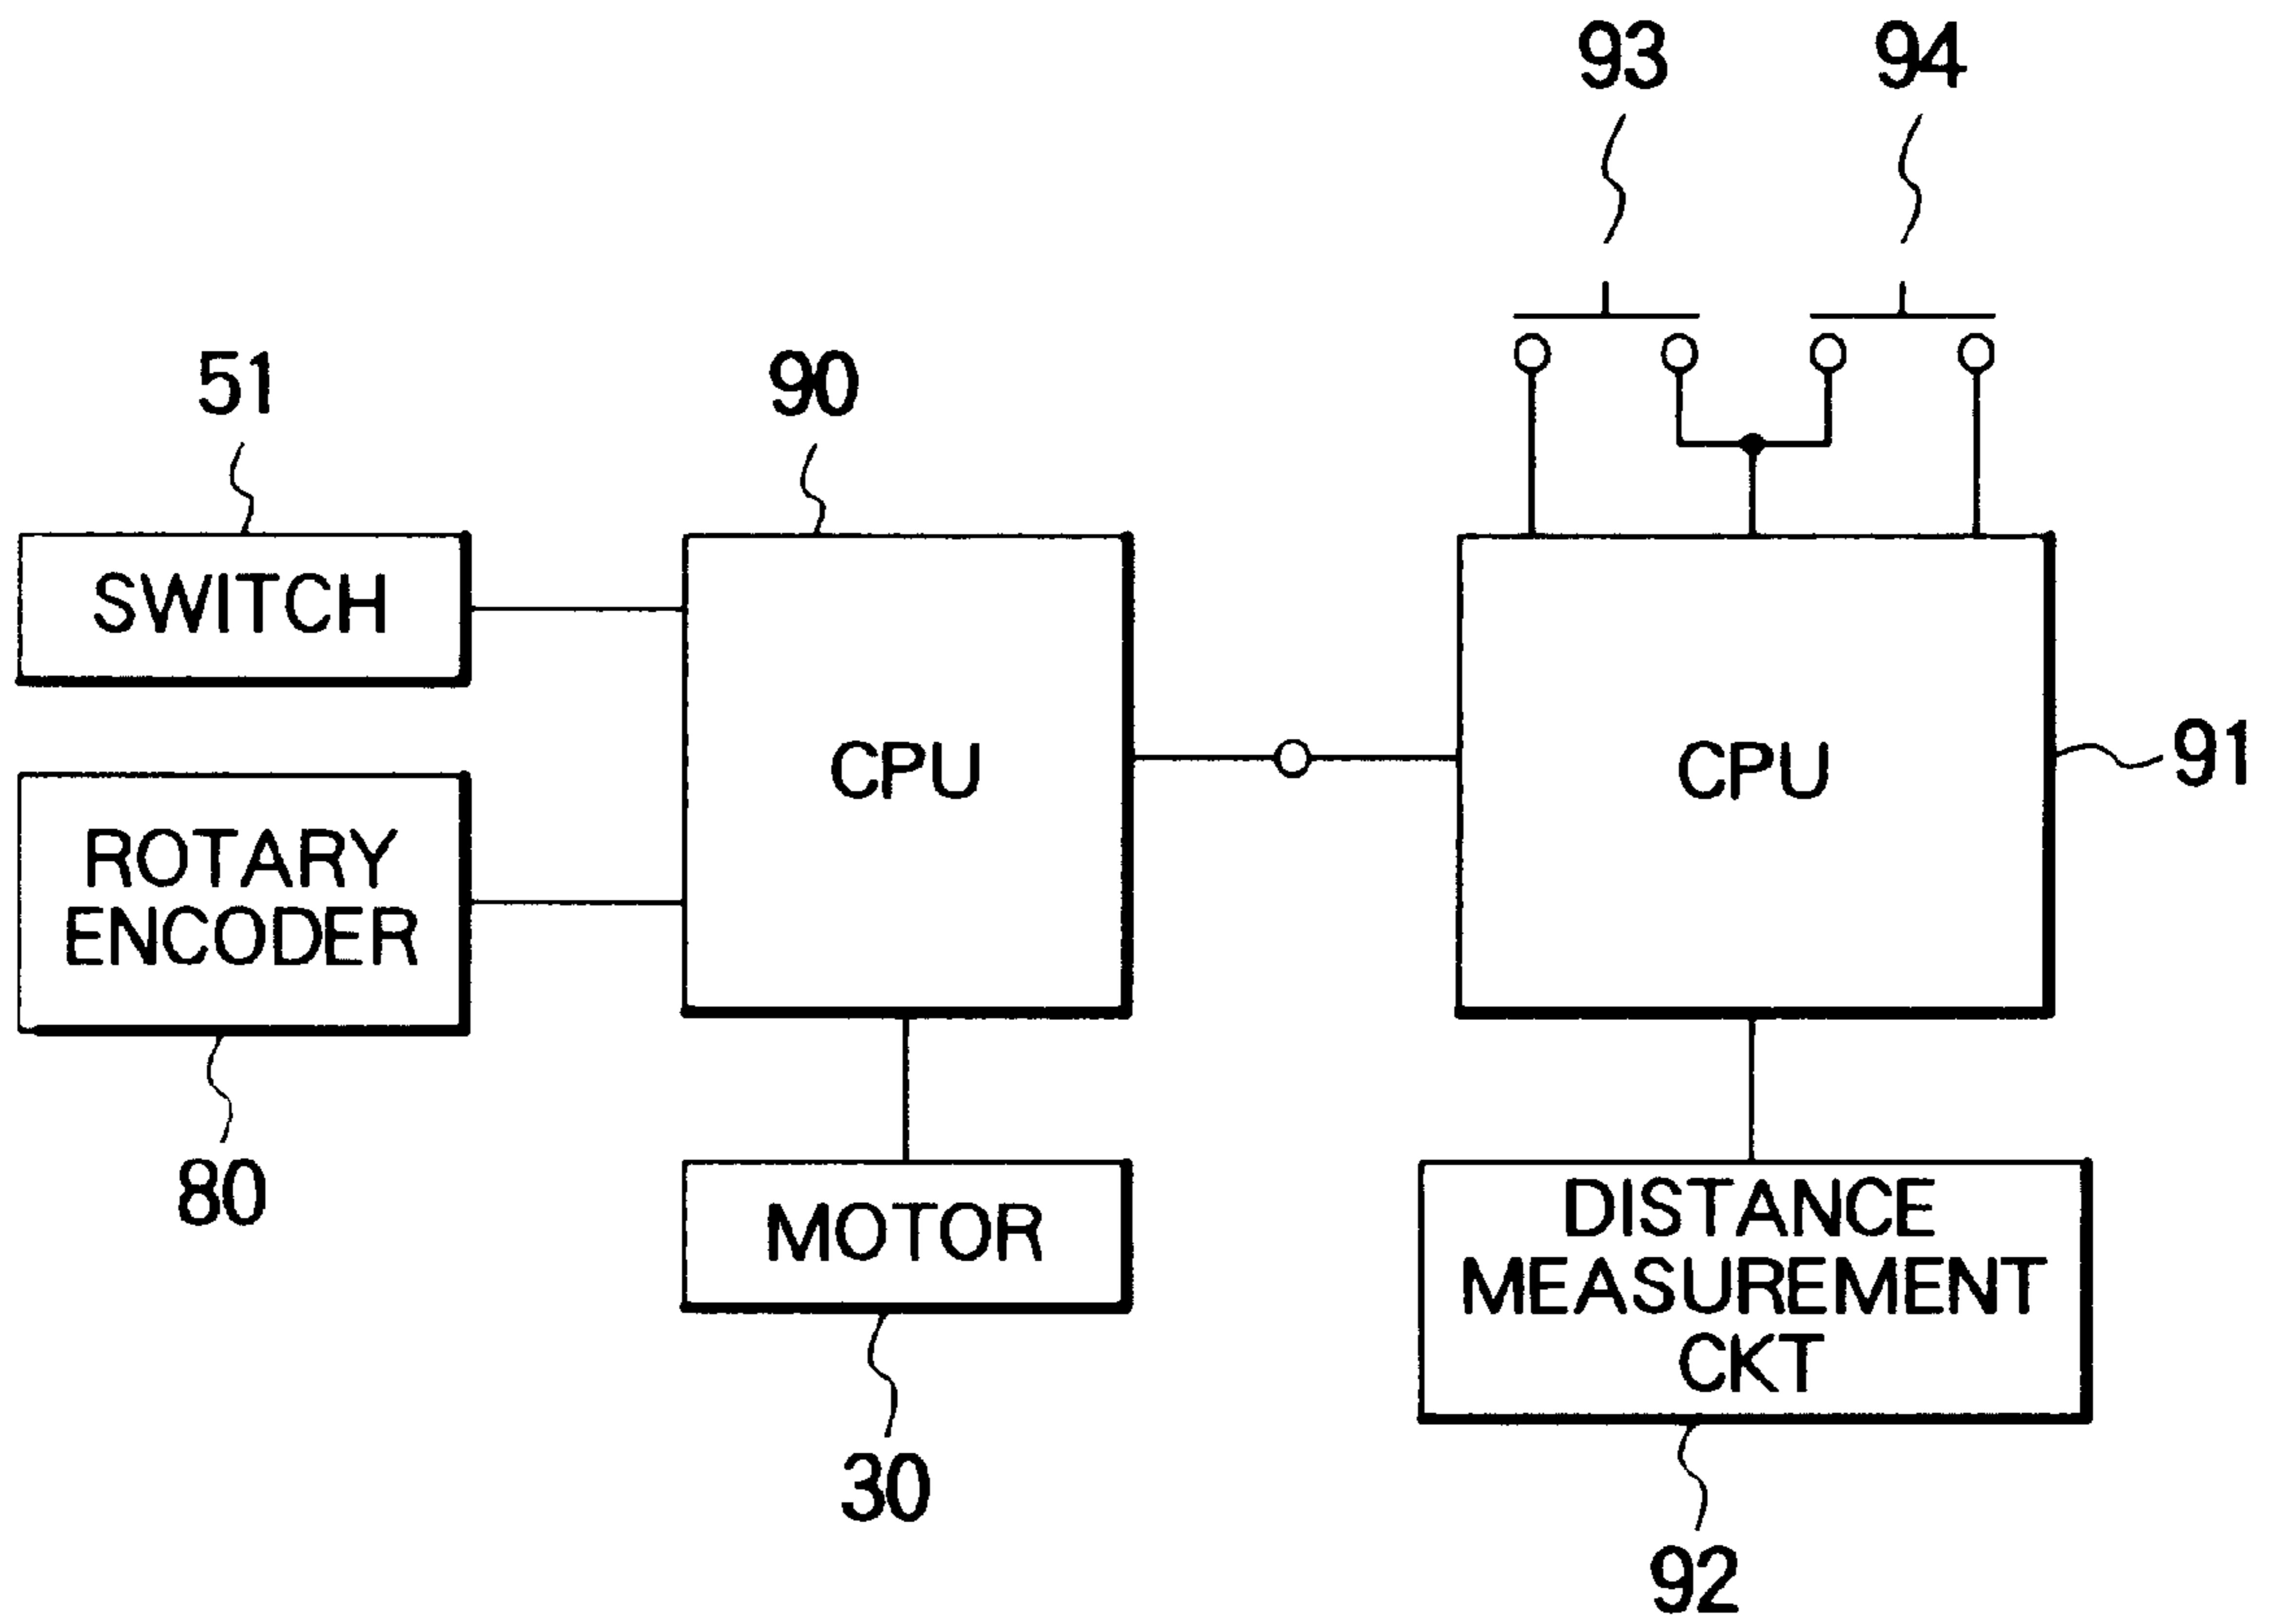 93
94
51
90
SWITCH
CPU
CPU
91
ROTARY
ENCODER
80
MOTOR
DISTANCE
MEASUREMENT
CKT
30
92